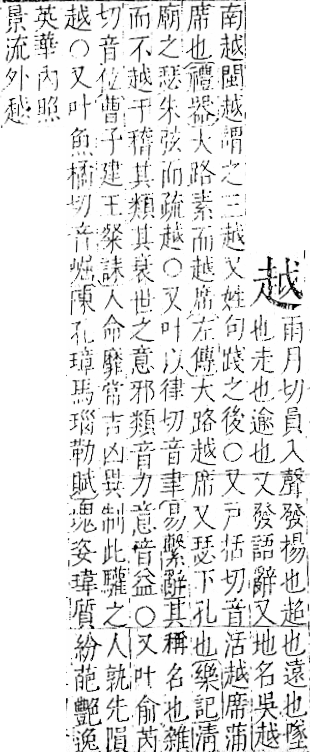 越
雨月切員入聲發揚也超也遠也墜
也走也逾也又發語辭又地名吳越
南越閩越謂之三越又姓句踐之後○又戸括切音活越席蒲
席也禮器大路素而越席左傳大路越席又瑟下孔也樂記清
廟之瑟朱弦而疏越○又叶以律切音聿易繫辭其稱名也雜
而不越于稽其類其衰世之意邪類音力意音益○又叶俞芮
切音位曹子建王粲誄人命靡常吉凶異制此驩之人孰先隕
越○又叶魚橘切音崛陳孔璋馬瑙勒賦瑰姿瑋質紛葩艷逸
英華內照
景流外越